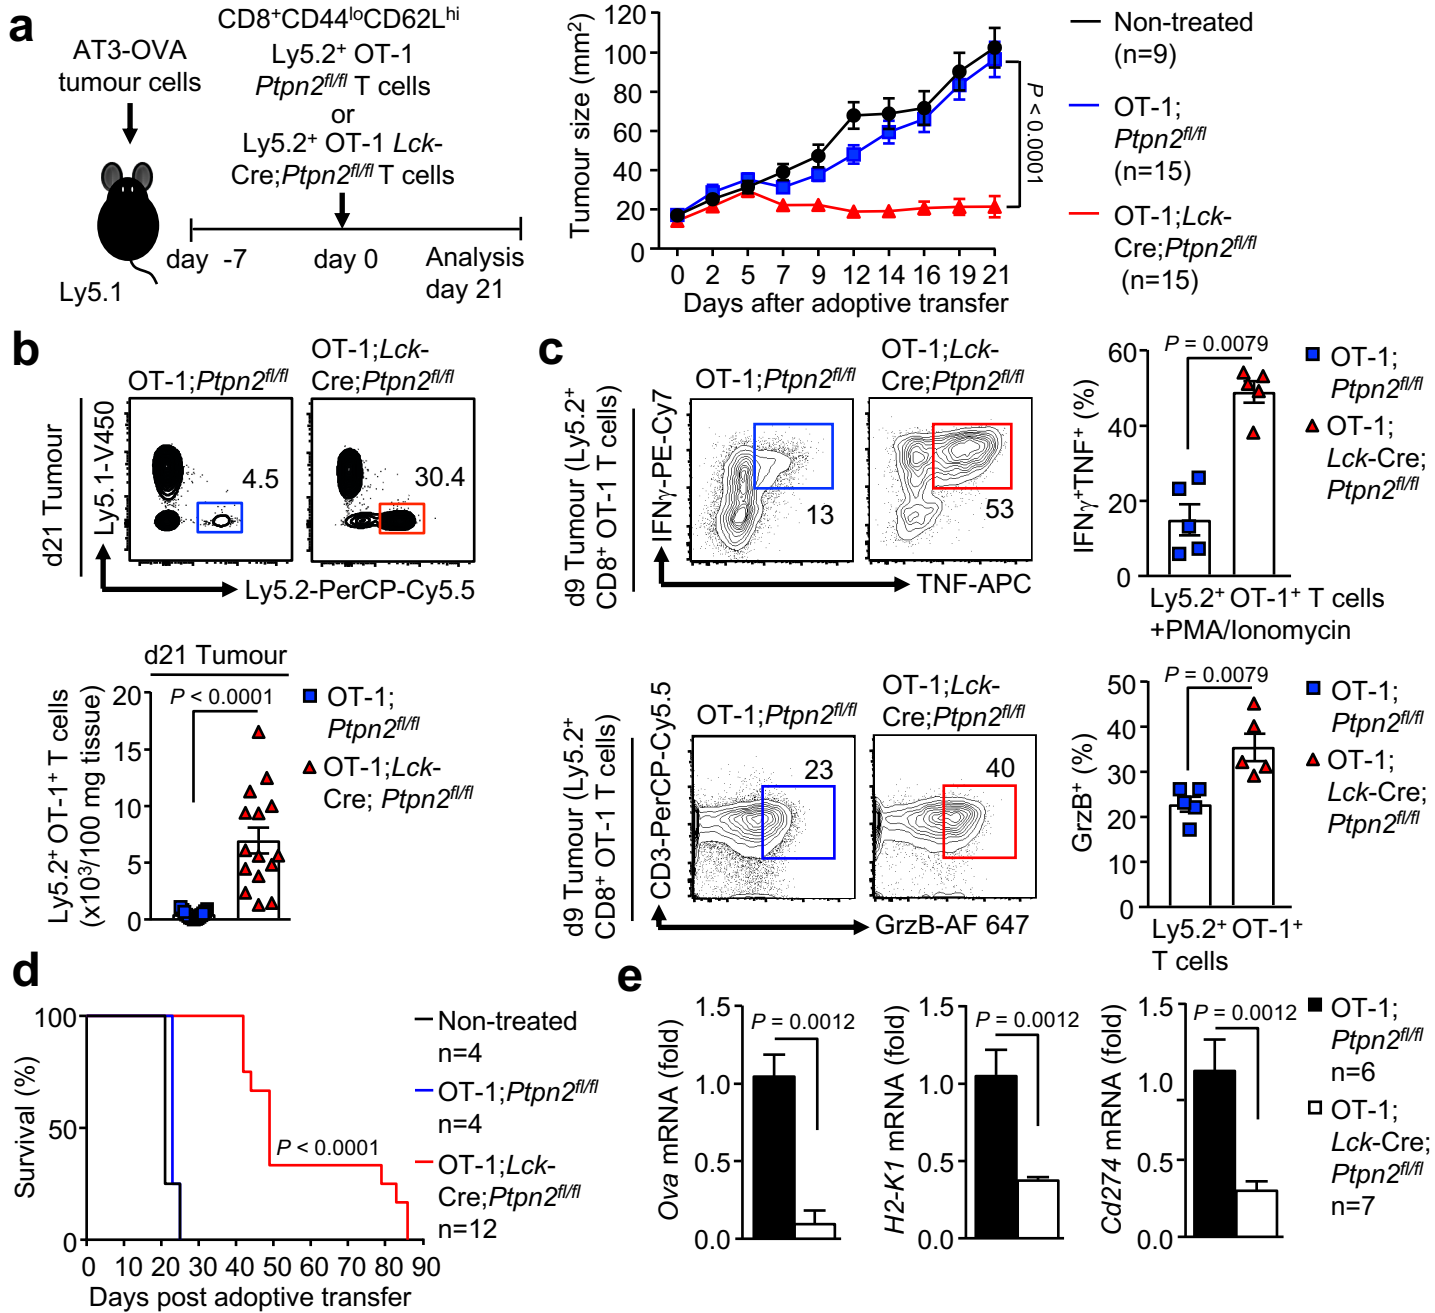 a
AT3-OVA
tumour cells
CD8⁺CD44ˡᵒCD62Lʰⁱ
Ly5.2⁺ OT-1
Ptpn2ᶠˡ/ᶠˡ T cells
or
Ly5.2⁺ OT-1 Lck-
Cre;Ptpn2ᶠˡ/ᶠˡ T cells
Ly5.1
day -7
day 0
Analysis
day 21
Tumour size (mm²)
120
100
80
60
40
20
0
0 2 5 7 9 12 14 16 19 21
Days after adoptive transfer
P < 0.0001
Non-treated
(n=9)
OT-1;
Ptpn2ᶠˡ/ᶠˡ
(n=15)
OT-1;Lck-
Cre;Ptpn2ᶠˡ/ᶠˡ
(n=15)
b
OT-1;Ptpn2ᶠˡ/ᶠˡ
OT-1;Lck-
Cre;Ptpn2ᶠˡ/ᶠˡ
d21 Tumour
Ly5.1-V450
4.5
30.4
Ly5.2-PerCP-Cy5.5
d21 Tumour
Ly5.2⁺ OT-1⁺ T cells
(x10³/100 mg tissue)
20
15
10
5
0
P < 0.0001
OT-1;
Ptpn2ᶠˡ/ᶠˡ
OT-1;Lck-
Cre; Ptpn2ᶠˡ/ᶠˡ
c
OT-1;Ptpn2ᶠˡ/ᶠˡ
OT-1;Lck-
Cre;Ptpn2ᶠˡ/ᶠˡ
d9 Tumour (Ly5.2⁺
CD8⁺ OT-1 T cells)
IFNγ-PE-Cy7
13
53
TNF-APC
IFNγ⁺TNF⁺ (%)
60
40
20
0
P = 0.0079
Ly5.2⁺ OT-1⁺ T cells
+PMA/Ionomycin
OT-1;
Ptpn2ᶠˡ/ᶠˡ
OT-1;
Lck-Cre;
Ptpn2ᶠˡ/ᶠˡ
OT-1;Ptpn2ᶠˡ/ᶠˡ
OT-1;Lck-
Cre;Ptpn2ᶠˡ/ᶠˡ
d9 Tumour (Ly5.2⁺
CD8⁺ OT-1 T cells)
CD3-PerCP-Cy5.5
23
40
GrzB-AF 647
GrzB⁺ (%)
50
40
30
20
10
0
P = 0.0079
Ly5.2⁺ OT-1⁺
T cells
OT-1;
Ptpn2ᶠˡ/ᶠˡ
OT-1;
Lck-Cre;
Ptpn2ᶠˡ/ᶠˡ
d
Survival (%)
100
50
0
0 10 20 30 40 50 60 70 80 90
Days post adoptive transfer
P < 0.0001
Non-treated
n=4
OT-1;Ptpn2ᶠˡ/ᶠˡ
n=4
OT-1;Lck-
Cre;Ptpn2ᶠˡ/ᶠˡ
n=12
e
Ova mRNA (fold)
1.5
1.0
0.5
0.0
P = 0.0012
H2-K1 mRNA (fold)
1.5
1.0
0.5
0.0
P = 0.0012
Cd274 mRNA (fold)
1.5
1.0
0.5
0.0
P = 0.0012
OT-1;
Ptpn2ᶠˡ/ᶠˡ
n=6
OT-1;
Lck-Cre;
Ptpn2ᶠˡ/ᶠˡ
n=7